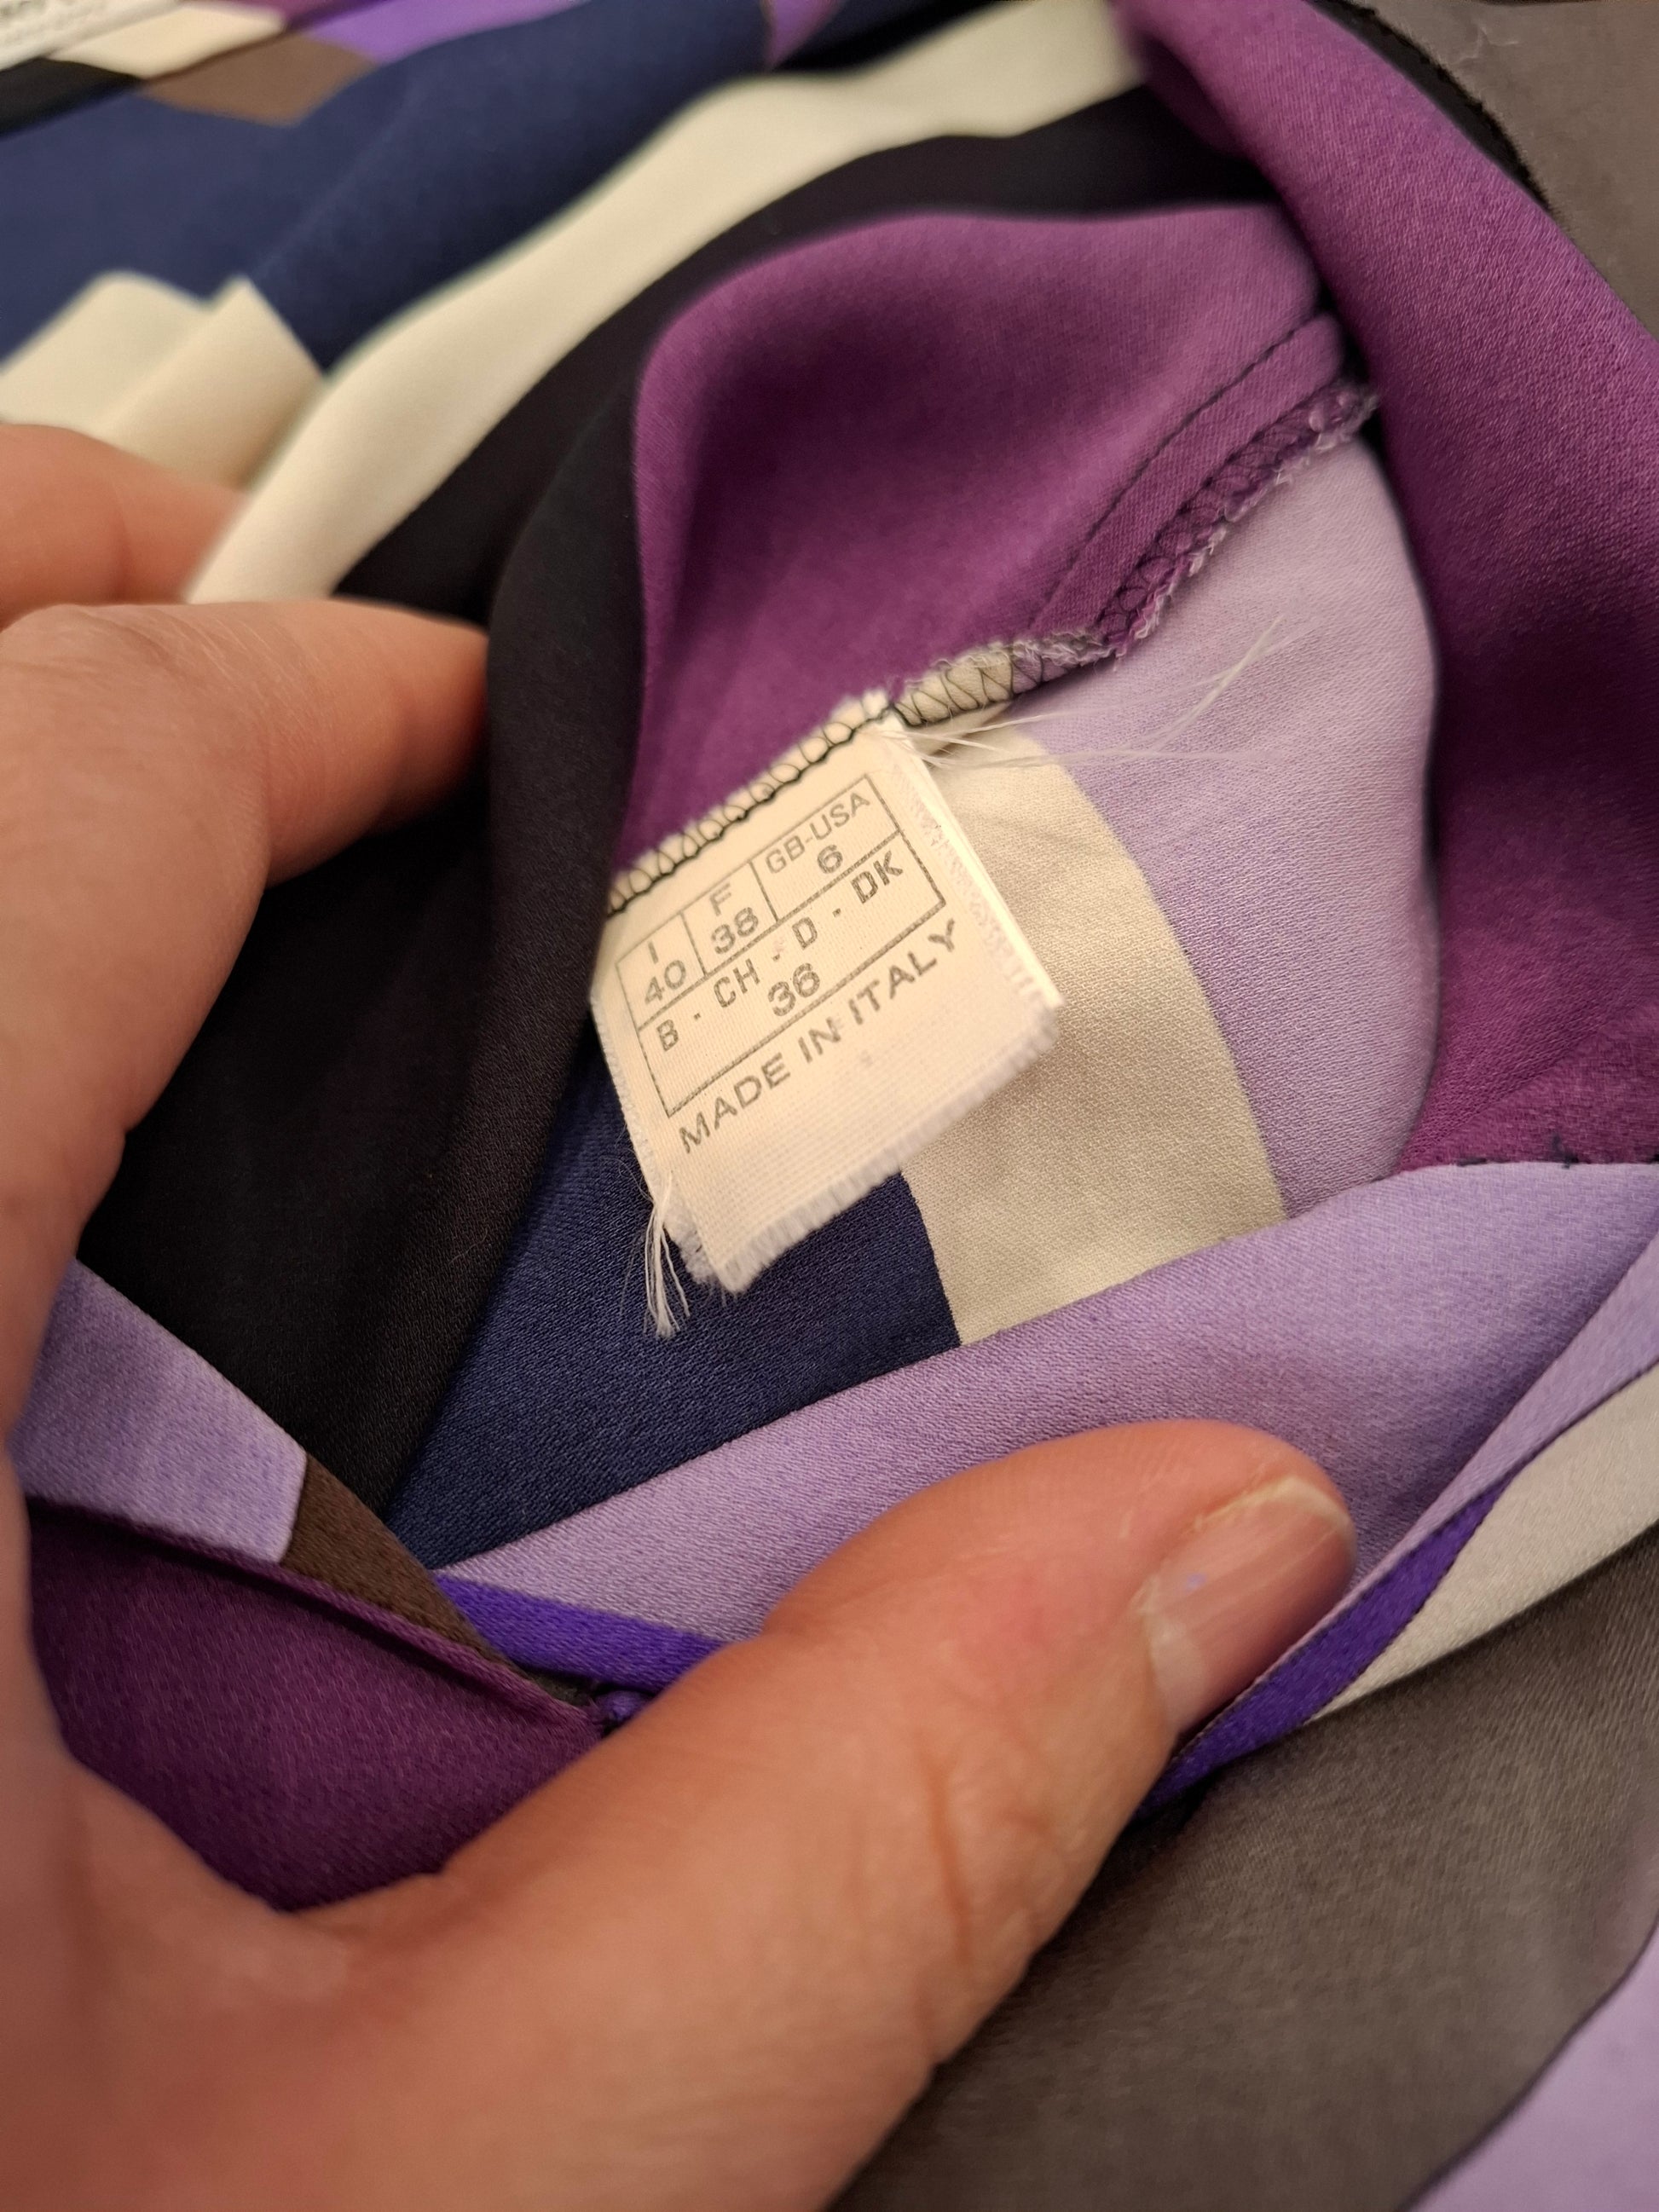 I F GB-USA
40 38 6
B · CH · D · DK
36
MADE IN ITALY